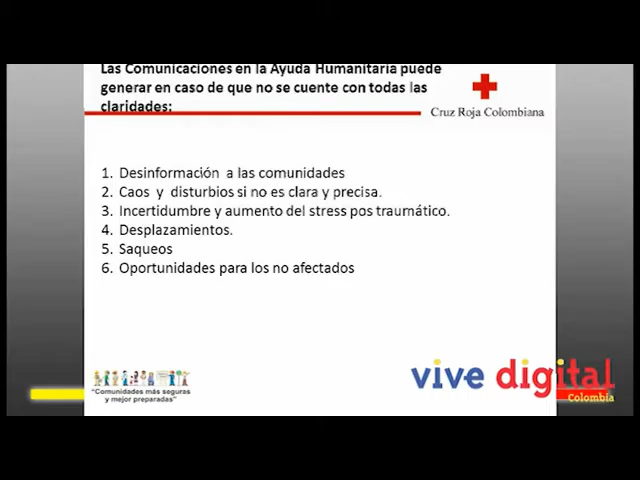 Las Comunicaciones en la Ayuda Humanitaria puede
generar en caso de que no se cuente con todas las
claridades:
Cruz Roja Colombiana
1. Desinformación a las comunidades
2. Caos y disturbios si no es clara y precisa.
3. Incertidumbre y aumento del stress pos traumático.
4. Desplazamientos.
5. Saqueos
6. Oportunidades para los no afectados
"Comunidades más seguras
y mejor preparadas"
vive digital
Colombia